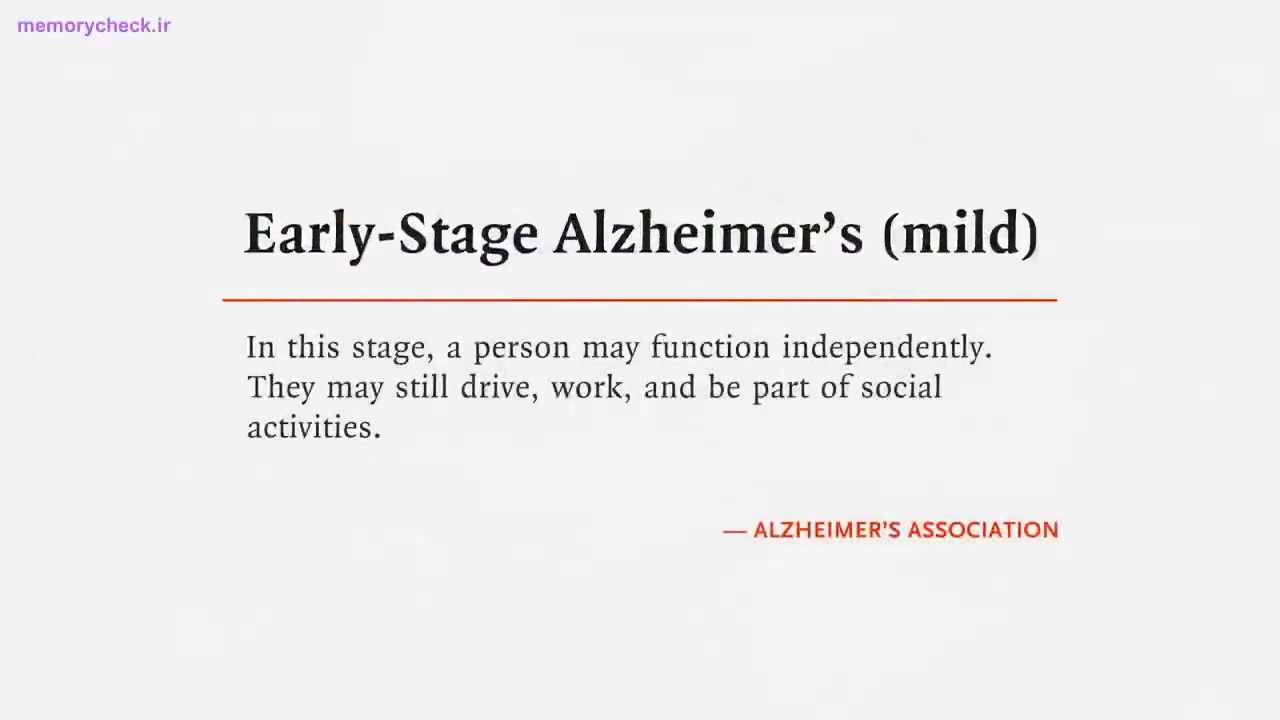 memorycheck.ir
Early-Stage Alzheimer’s (mild)
In this stage, a person may function independently.
They may still drive, work, and be part of social
activities.
— ALZHEIMER’S ASSOCIATION